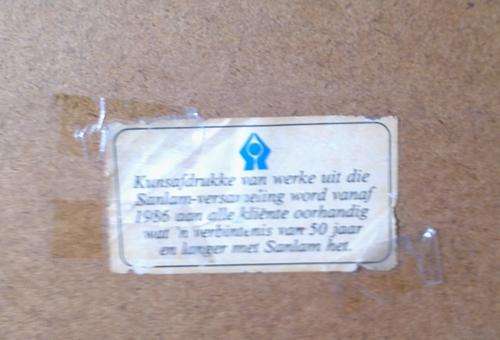 Kunsafdrukke van werke uit die
Sanlam-versameling word vanaf
1986 aan alle kliënte oorhandig
wat 'n verbintenis van 50 jaar
en langer met Sanlam het.